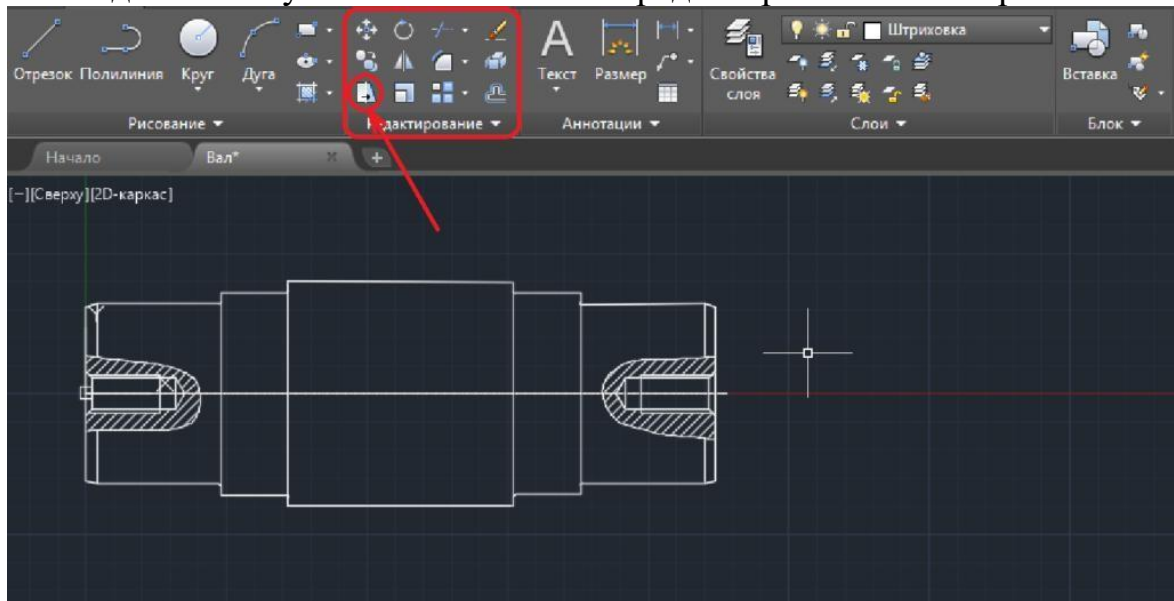 Отрезок Полилиния Круг Дуга
Текст Размер
Свойства слоя
Штриховка
Вставка
Рисование
Редактирование
Аннотации
Слои
Блок
Начало
Вал*
[−][Сверху][2D-каркас]